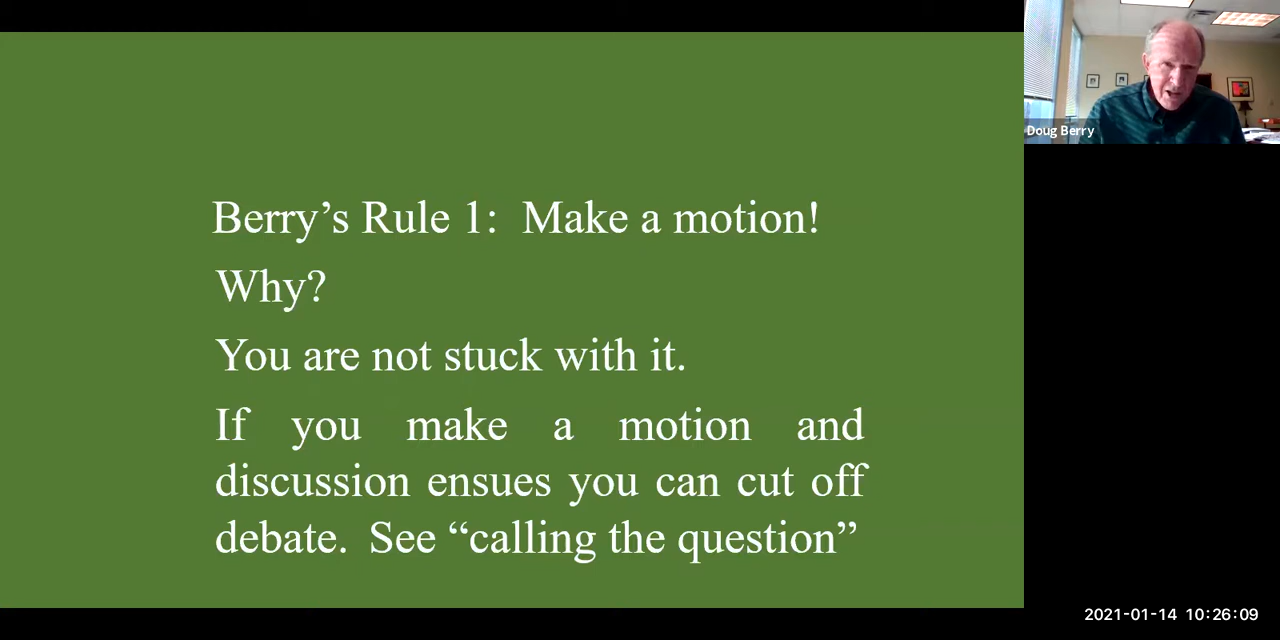 Berry’s Rule 1:  Make a motion!
Why?
You are not stuck with it.
If you make a motion and
discussion ensues you can cut off
debate.  See “calling the question”
Doug Berry
2021-01-14 10:26:09